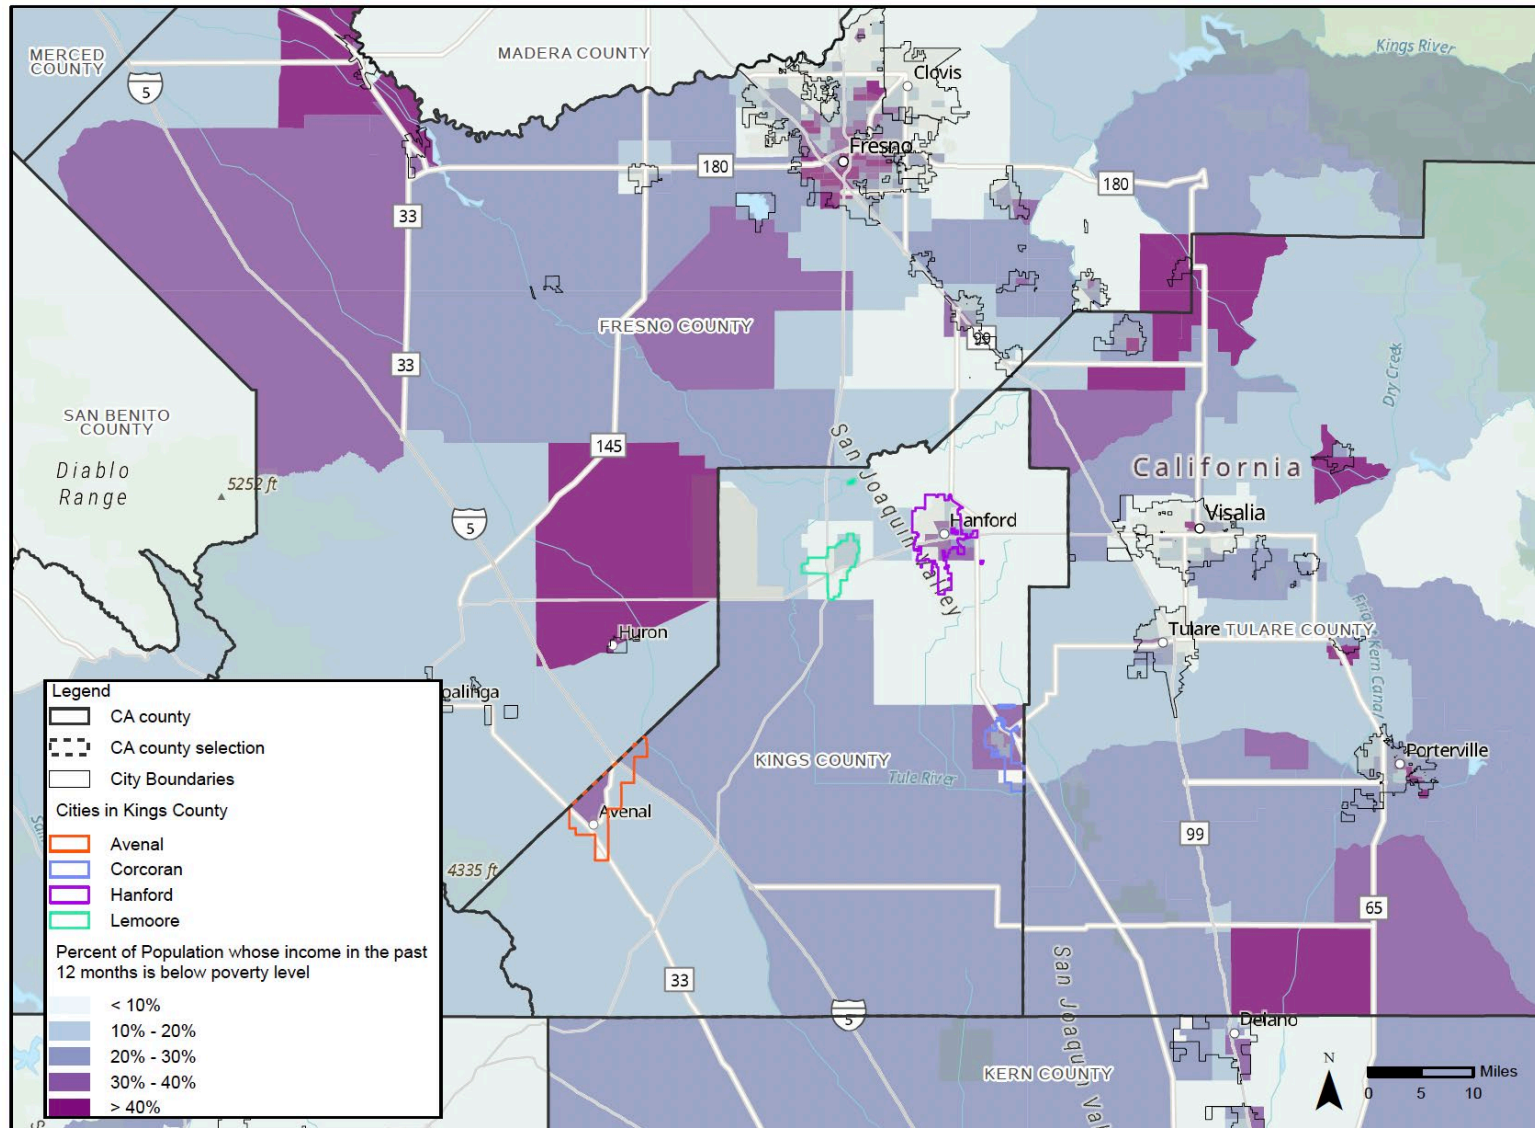 MERCED
COUNTY
MADERA COUNTY
Kings River
5
Clovis
Fresno
180
180
33
FRESNO COUNTY
99
33
Dry Creek
SAN BENITO
COUNTY
Diablo
Range
5252 ft
145
San Joaquin Valley
California
5
Hanford
Visalia
Huron
Tulare
TULARE COUNTY
Friant Kern Canal
oalinga
KINGS COUNTY
Tule River
Porterville
Avenal
99
4335 ft
65
33
San Joaquin Val
5
Delano
KERN COUNTY
Legend
CA county
CA county selection
City Boundaries
Cities in Kings County
Avenal
Corcoran
Hanford
Lemoore
Percent of Population whose income in the past
12 months is below poverty level
< 10%
10% - 20%
20% - 30%
30% - 40%
> 40%
N
Miles
0 5 10